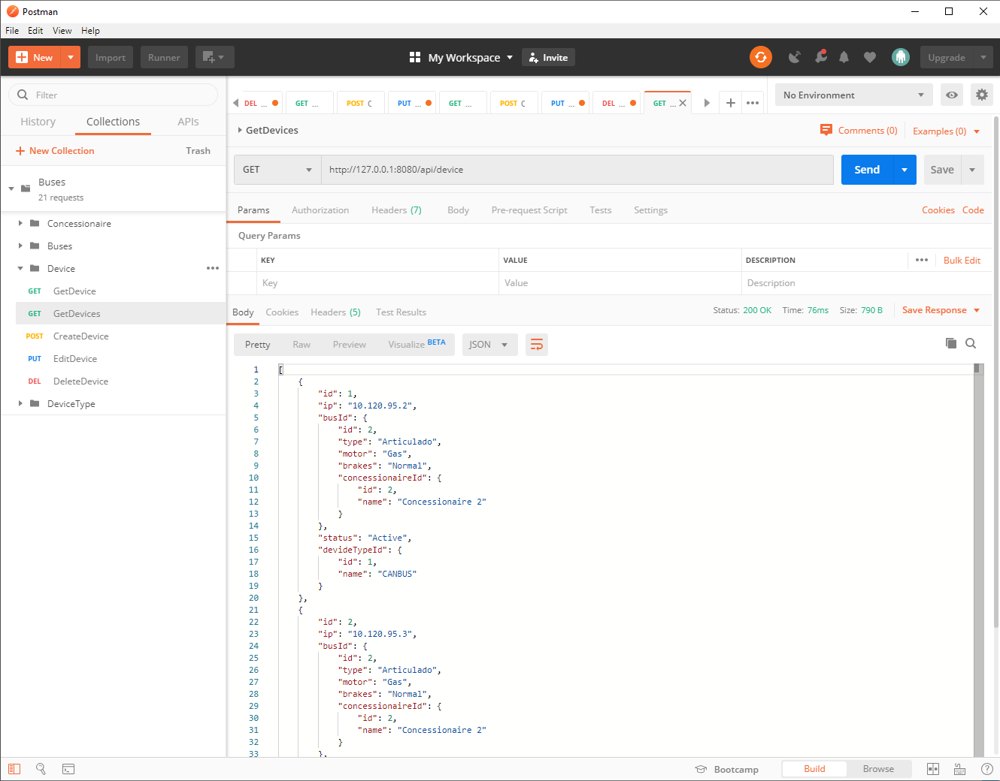 Postman
File Edit View Help
New Import Runner My Workspace Invite Upgrade
Filter
History Collections APIs
New Collection Trash
Buses
21 requests
Concessionaire
Buses
Device
GET GetDevice
GET GetDevices
POST CreateDevice
PUT EditDevice
DEL DeleteDevice
DeviceType
DEL ... GET ... POST C PUT ... GET ... POST C PUT ... DEL ... GET ... No Environment
GetDevices Comments (0) Examples (0)
GET http://127.0.0.1:8080/api/device Send Save
Params Authorization Headers (7) Body Pre-request Script Tests Settings Cookies Code
Query Params
KEY VALUE DESCRIPTION Bulk Edit
Key Value Description
Body Cookies Headers (5) Test Results Status: 200 OK Time: 76ms Size: 790 B Save Response
Pretty Raw Preview Visualize BETA JSON
1 [
2 {
3 "id": 1,
4 "ip": "10.120.95.2",
5 "busId": {
6 "id": 2,
7 "type": "Articulado",
8 "motor": "Gas",
9 "brakes": "Normal",
10 "concessionaireId": {
11 "id": 2,
12 "name": "Concessionaire 2"
13 }
14 },
15 "status": "Active",
16 "devideTypeId": {
17 "id": 1,
18 "name": "CANBUS"
19 }
20 },
21 {
22 "id": 2,
23 "ip": "10.120.95.3",
24 "busId": {
25 "id": 2,
26 "type": "Articulado",
27 "motor": "Gas",
28 "brakes": "Normal",
29 "concessionaireId": {
30 "id": 2,
31 "name": "Concessionaire 2"
32 }
33 },
Bootcamp Build Browse